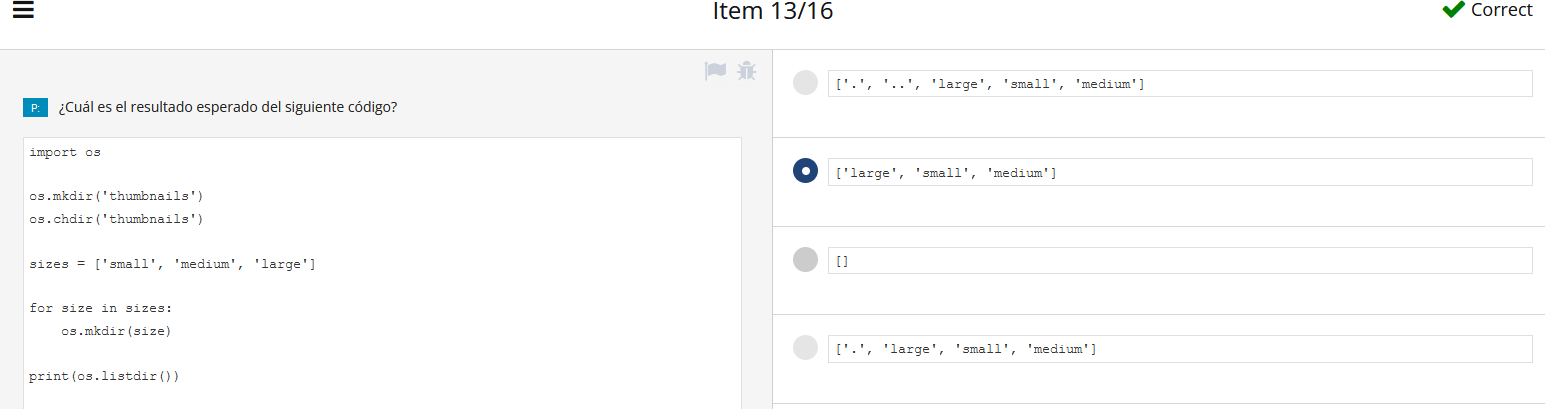 Item 13/16
Correct
P: ¿Cuál es el resultado esperado del siguiente código?
import os
os.mkdir('thumbnails')
os.chdir('thumbnails')
sizes = ['small', 'medium', 'large']
for size in sizes:
    os.mkdir(size)
print(os.listdir())
['.', '..', 'large', 'small', 'medium']
['large', 'small', 'medium']
[]
['.', 'large', 'small', 'medium']